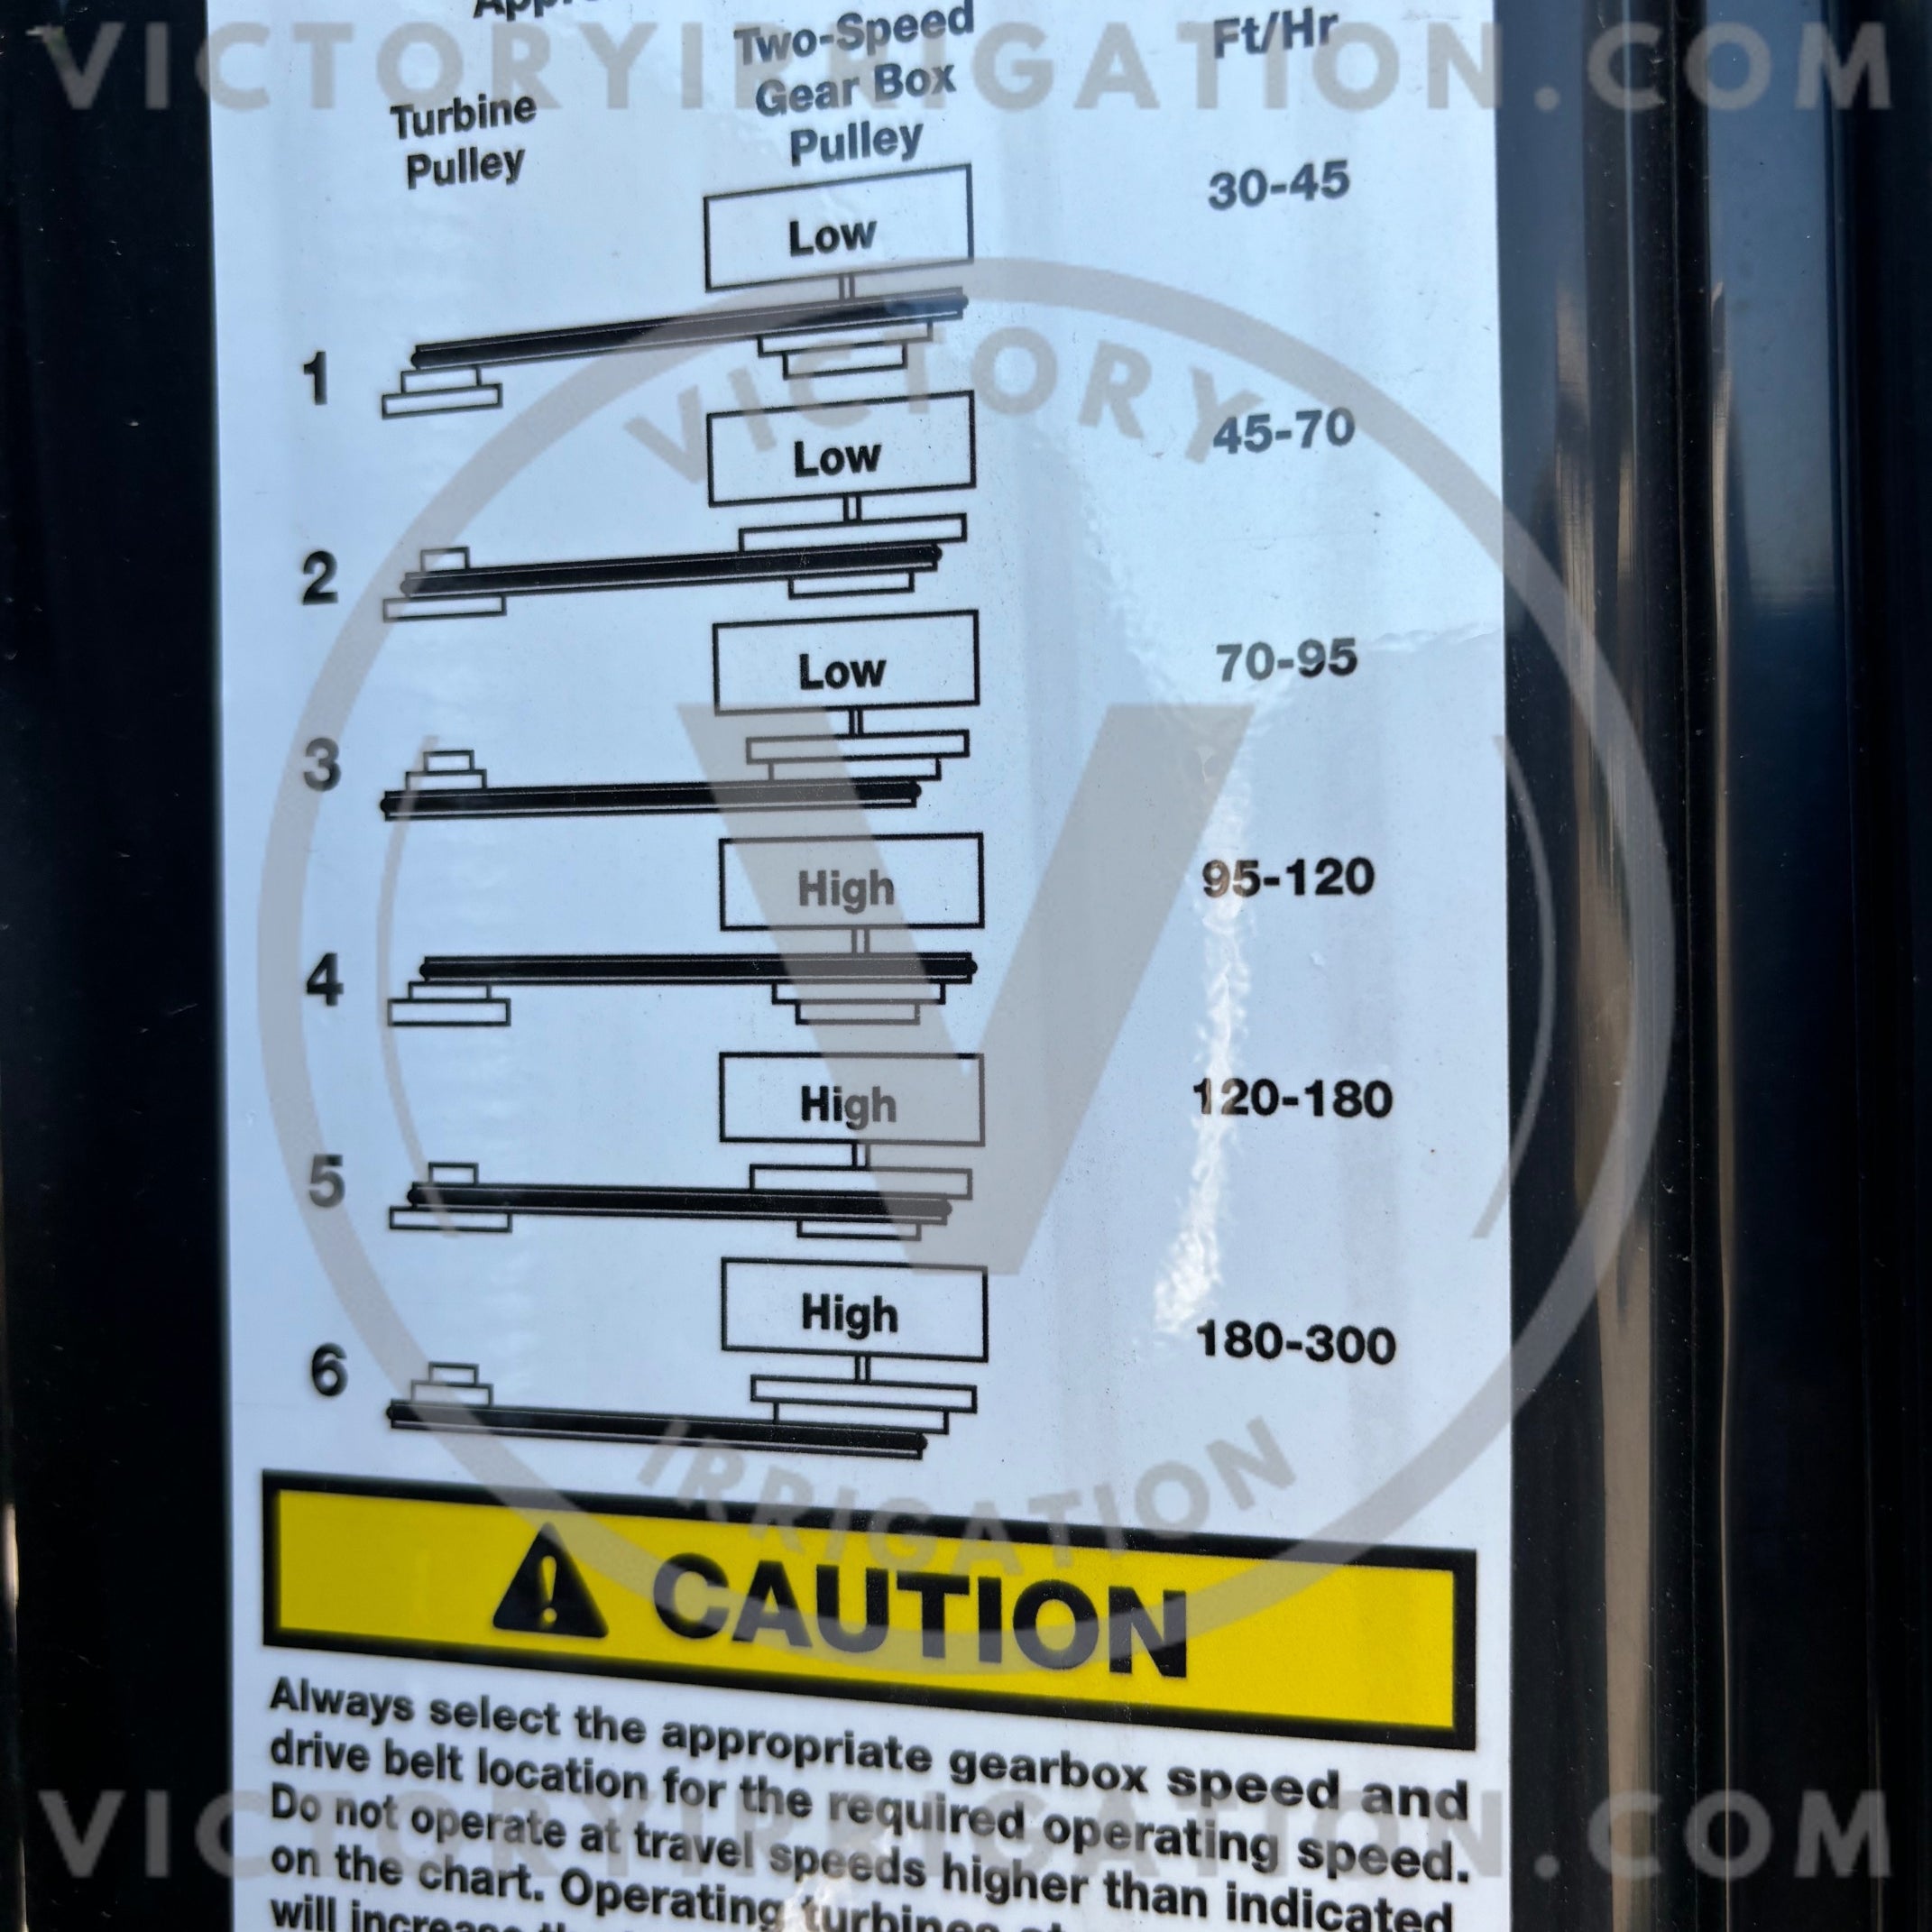 VICTORYIRRIGATION.COM
Two-Speed
Gear Box
Pulley
Ft/Hr
Turbine
Pulley
Low
30-45
1
VICTORY
Low
45-70
2
Low
70-95
3
V
High
95-120
4
High
120-180
5
High
180-300
6
IRRIGATION
CAUTION
Always select the appropriate gearbox speed and
drive belt location for the required operating speed.
Do not operate at travel speeds higher than indicated
on the chart. Operating turbines
will increase
VICTORYIRRIGATION.COM